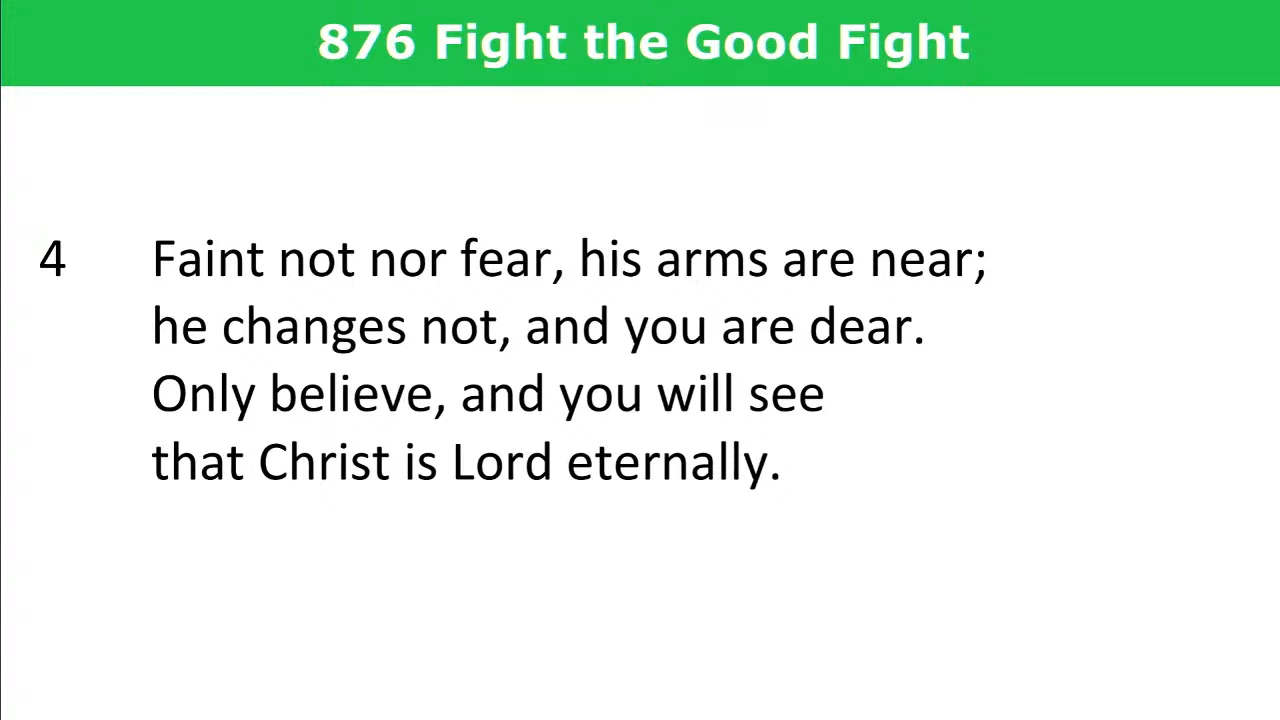 876 Fight the Good Fight
4 Faint not nor fear, his arms are near;
he changes not, and you are dear.
Only believe, and you will see
that Christ is Lord eternally.